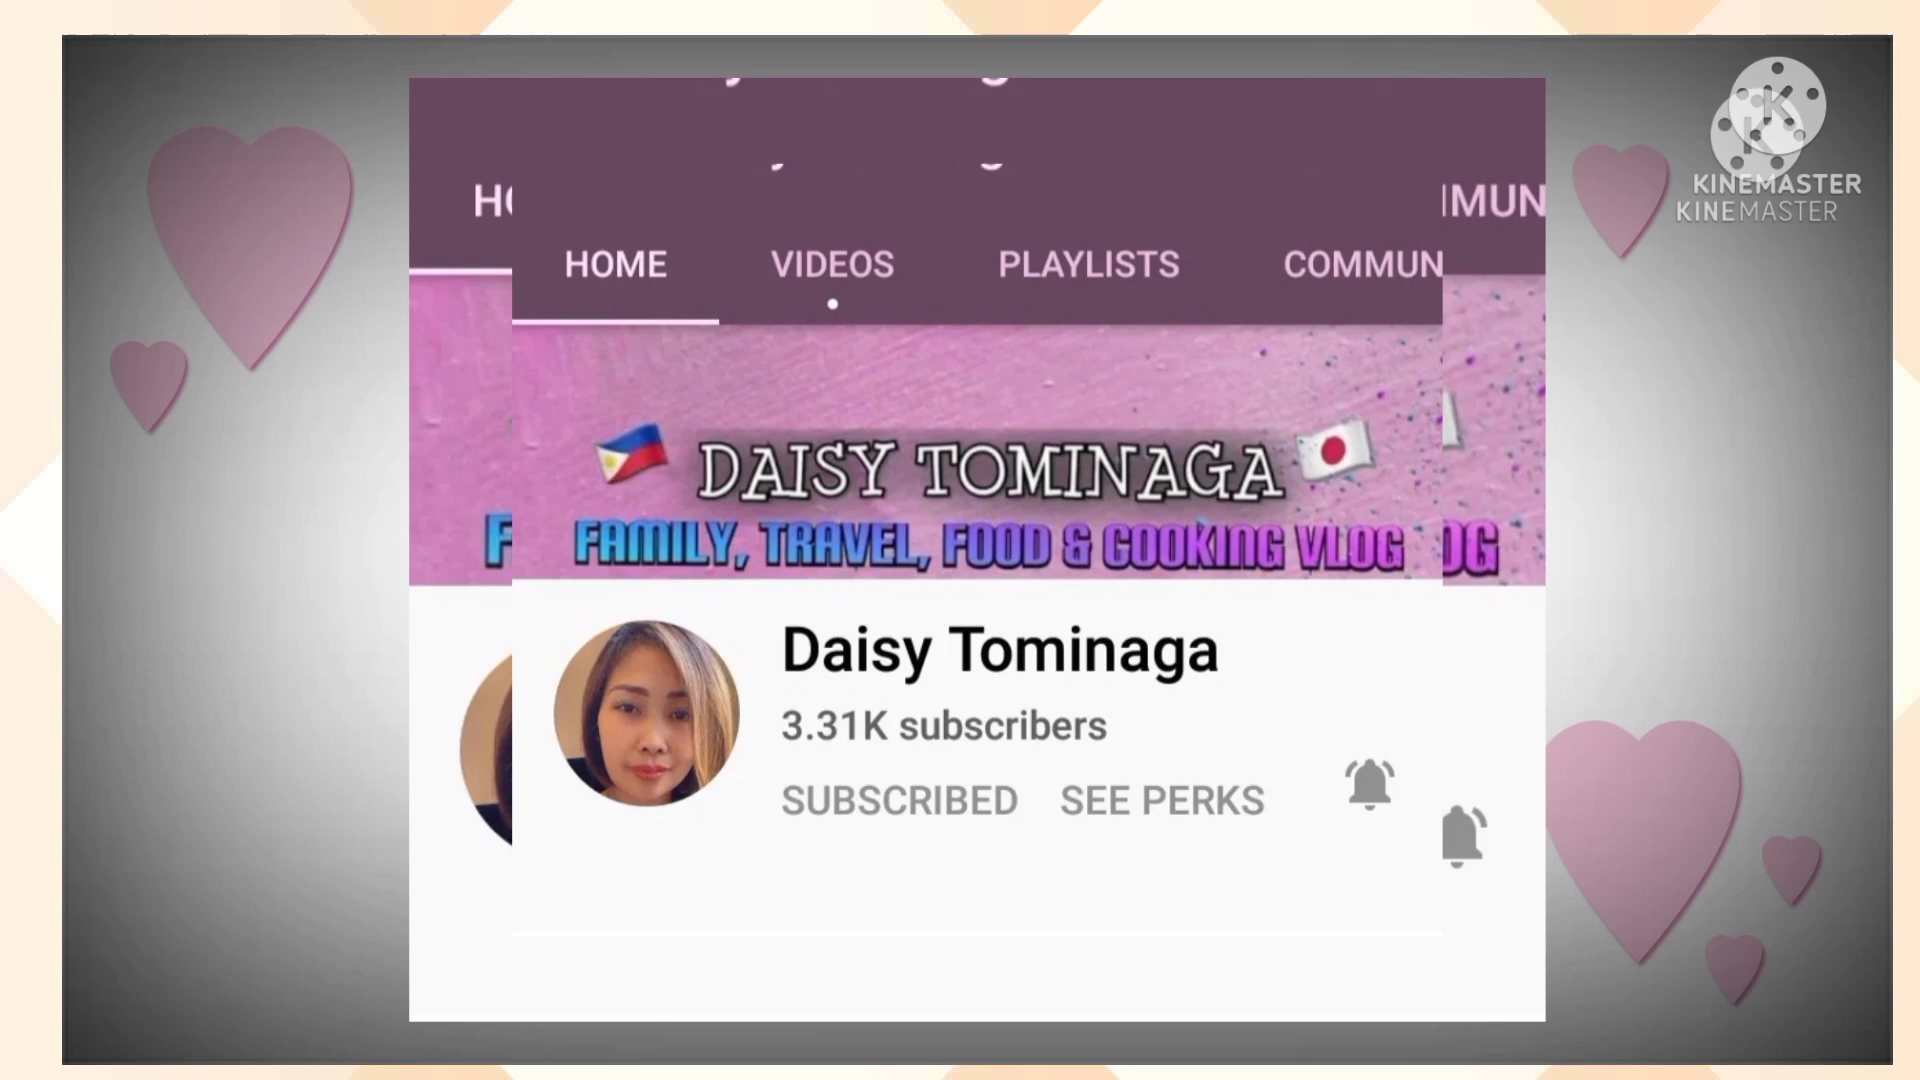 KINEMASTER
KINEMASTER
HOME VIDEOS PLAYLISTS COMMUN
DAISY TOMINAGA
FAMILY, TRAVEL, FOOD & COOKING VLOG
Daisy Tominaga
3.31K subscribers
SUBSCRIBED SEE PERKS